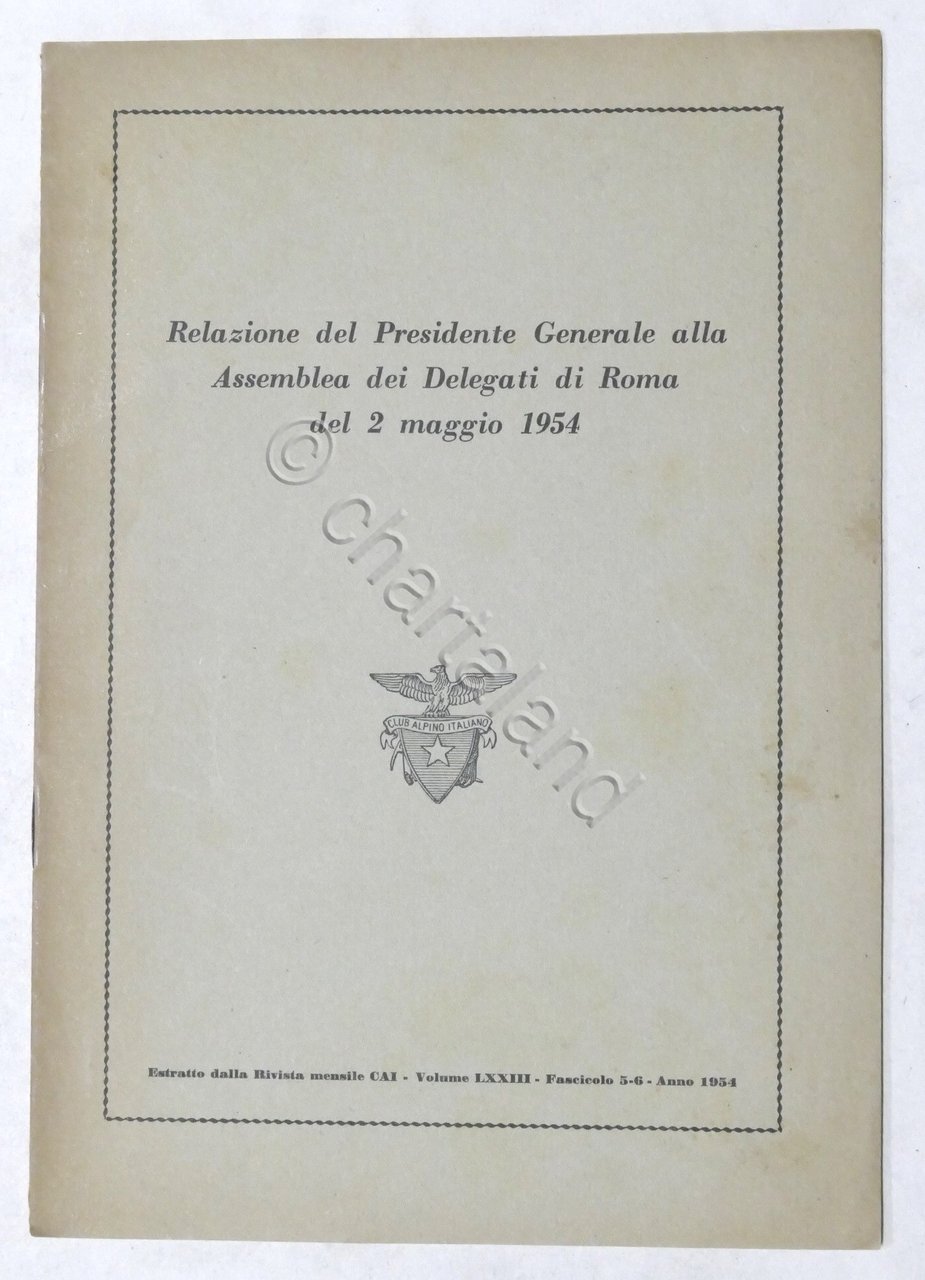 Relazione del Presidente Generale alla
Assemblea dei Delegati di Roma
del 2 maggio 1954
© chartaland
CLUB ALPINO ITALIANO
Estratto dalla Rivista mensile CAI - Volume LXXIII - Fascicolo 5-6 - Anno 1954